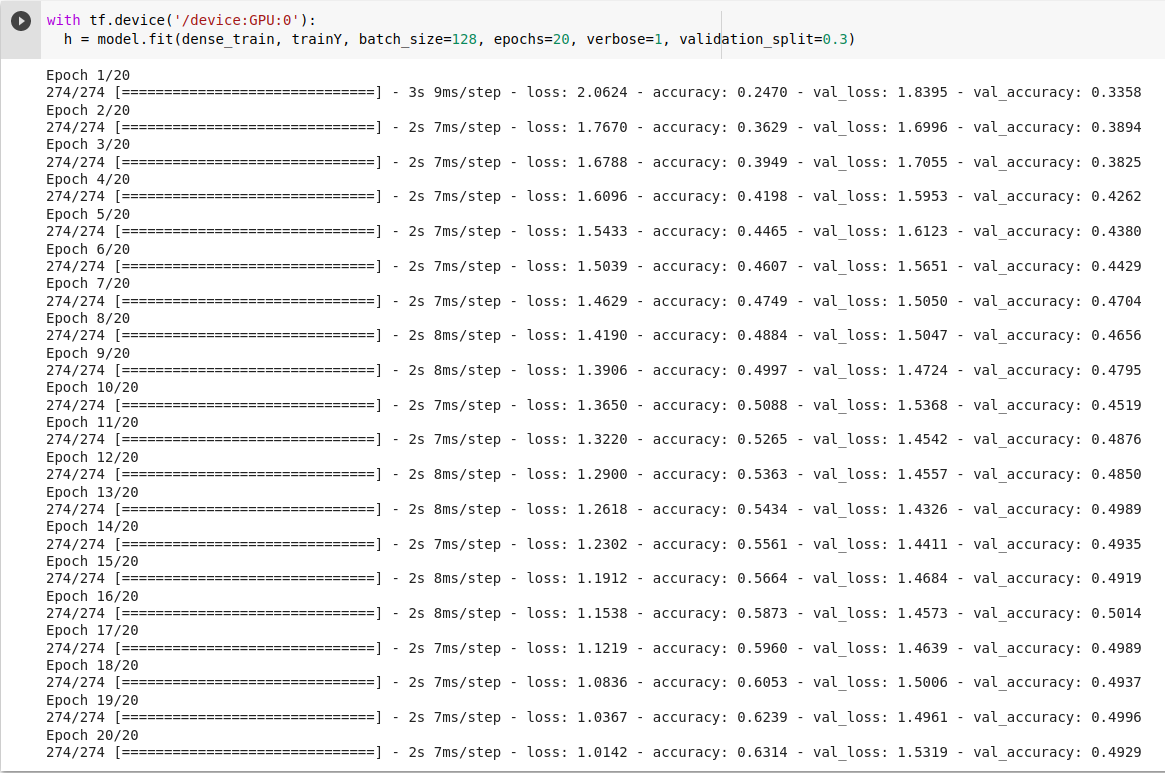 with tf.device('/device:GPU:0'):
  h = model.fit(dense_train, trainY, batch_size=128, epochs=20, verbose=1, validation_split=0.3)
Epoch 1/20
274/274 [==============================] - 3s 9ms/step - loss: 2.0624 - accuracy: 0.2470 - val_loss: 1.8395 - val_accuracy: 0.3358
Epoch 2/20
274/274 [==============================] - 2s 7ms/step - loss: 1.7670 - accuracy: 0.3629 - val_loss: 1.6996 - val_accuracy: 0.3894
Epoch 3/20
274/274 [==============================] - 2s 7ms/step - loss: 1.6788 - accuracy: 0.3949 - val_loss: 1.7055 - val_accuracy: 0.3825
Epoch 4/20
274/274 [==============================] - 2s 7ms/step - loss: 1.6096 - accuracy: 0.4198 - val_loss: 1.5953 - val_accuracy: 0.4262
Epoch 5/20
274/274 [==============================] - 2s 7ms/step - loss: 1.5433 - accuracy: 0.4465 - val_loss: 1.6123 - val_accuracy: 0.4380
Epoch 6/20
274/274 [==============================] - 2s 7ms/step - loss: 1.5039 - accuracy: 0.4607 - val_loss: 1.5651 - val_accuracy: 0.4429
Epoch 7/20
274/274 [==============================] - 2s 7ms/step - loss: 1.4629 - accuracy: 0.4749 - val_loss: 1.5050 - val_accuracy: 0.4704
Epoch 8/20
274/274 [==============================] - 2s 8ms/step - loss: 1.4190 - accuracy: 0.4884 - val_loss: 1.5047 - val_accuracy: 0.4656
Epoch 9/20
274/274 [==============================] - 2s 8ms/step - loss: 1.3906 - accuracy: 0.4997 - val_loss: 1.4724 - val_accuracy: 0.4795
Epoch 10/20
274/274 [==============================] - 2s 7ms/step - loss: 1.3650 - accuracy: 0.5088 - val_loss: 1.5368 - val_accuracy: 0.4519
Epoch 11/20
274/274 [==============================] - 2s 7ms/step - loss: 1.3220 - accuracy: 0.5265 - val_loss: 1.4542 - val_accuracy: 0.4876
Epoch 12/20
274/274 [==============================] - 2s 8ms/step - loss: 1.2900 - accuracy: 0.5363 - val_loss: 1.4557 - val_accuracy: 0.4850
Epoch 13/20
274/274 [==============================] - 2s 8ms/step - loss: 1.2618 - accuracy: 0.5434 - val_loss: 1.4326 - val_accuracy: 0.4989
Epoch 14/20
274/274 [==============================] - 2s 7ms/step - loss: 1.2302 - accuracy: 0.5561 - val_loss: 1.4411 - val_accuracy: 0.4935
Epoch 15/20
274/274 [==============================] - 2s 8ms/step - loss: 1.1912 - accuracy: 0.5664 - val_loss: 1.4684 - val_accuracy: 0.4919
Epoch 16/20
274/274 [==============================] - 2s 8ms/step - loss: 1.1538 - accuracy: 0.5873 - val_loss: 1.4573 - val_accuracy: 0.5014
Epoch 17/20
274/274 [==============================] - 2s 7ms/step - loss: 1.1219 - accuracy: 0.5960 - val_loss: 1.4639 - val_accuracy: 0.4989
Epoch 18/20
274/274 [==============================] - 2s 7ms/step - loss: 1.0836 - accuracy: 0.6053 - val_loss: 1.5006 - val_accuracy: 0.4937
Epoch 19/20
274/274 [==============================] - 2s 7ms/step - loss: 1.0367 - accuracy: 0.6239 - val_loss: 1.4961 - val_accuracy: 0.4996
Epoch 20/20
274/274 [==============================] - 2s 7ms/step - loss: 1.0142 - accuracy: 0.6314 - val_loss: 1.5319 - val_accuracy: 0.4929